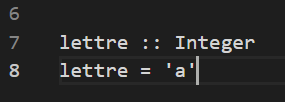 6
7 lettre :: Integer
8 lettre = 'a'